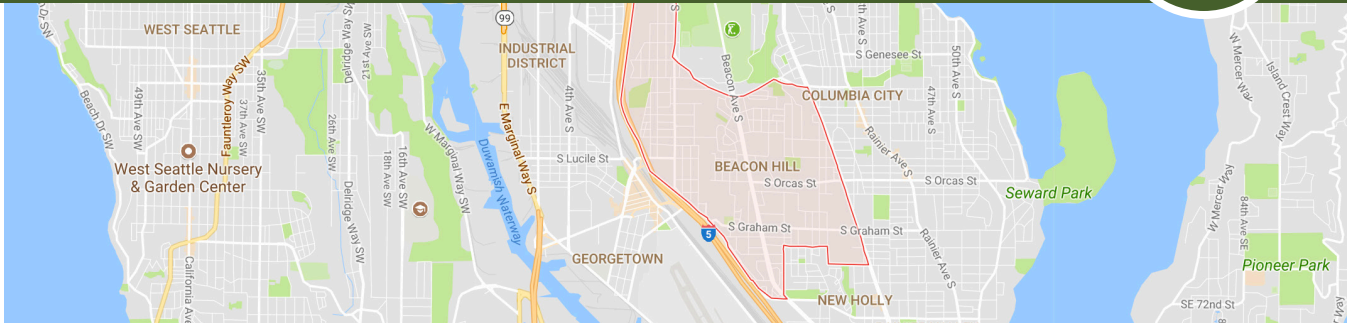 Dr SW
WEST SEATTLE
Fauntleroy Way SW
35th Ave SW
37th Ave SW
49th Ave SW
Beach Dr SW
West Seattle Nursery
& Garden Center
California Ave
26th Ave SW
Delridge Way SW
21st Ave SW
16th Ave SW
18th Ave SW
W Marginal Way SW
Duwamish Waterway
99
INDUSTRIAL
DISTRICT
E Marginal Way S
4th Ave S
S Lucile St
GEORGETOWN
5
S
Beacon Ave S
BEACON HILL
S Orcas St
S Graham St
S Graham St
NEW HOLLY
COLUMBIA CITY
S Genesee St
Ave S
50th Ave S
47th Ave S
Rainier Ave S
S Orcas St
Rainier Ave S
Seward Park
W Mercer Way
Island Crest Way
W Mercer Way
84th Ave SE
Pioneer Park
SE 72nd St